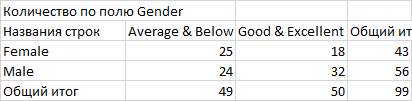 Количество по полю Gender
Названия строк Average & Below Good & Excellent Общий ит
Female 25 18 43
Male 24 32 56
Общий итог 49 50 99